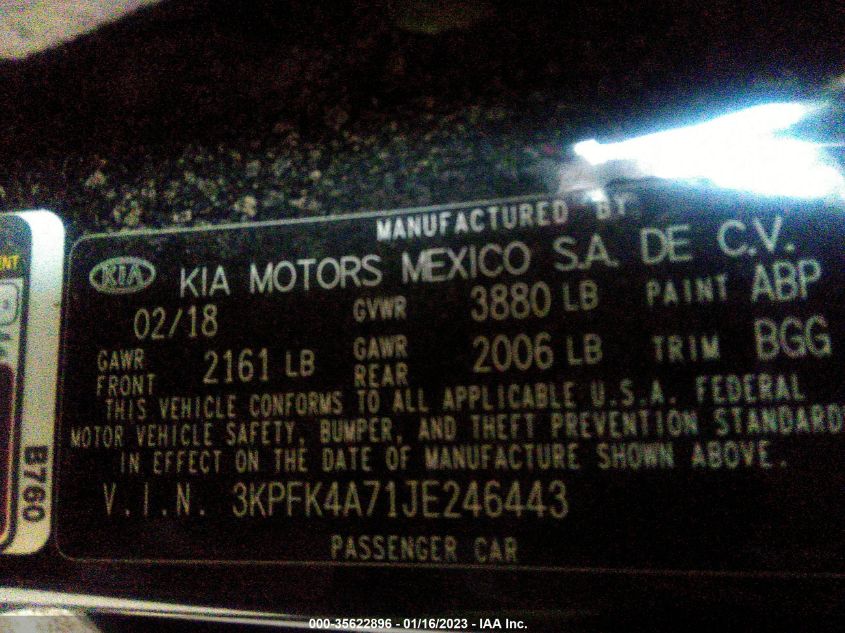 MANUFACTURED BY
KIA KIA MOTORS MEXICO S.A. DE C.V.
02/18 GVWR 3880 LB PAINT ABP
GAWR FRONT 2161 LB GAWR REAR 2006 LB TRIM BGG
THIS VEHICLE CONFORMS TO ALL APPLICABLE U.S.A. FEDERAL
MOTOR VEHICLE SAFETY, BUMPER, AND THEFT PREVENTION STANDARD
IN EFFECT ON THE DATE OF MANUFACTURE SHOWN ABOVE.
V.I.N. 3KPFK4A71JE246443
PASSENGER CAR
B760
000-35622896 - 01/16/2023 - IAA Inc.